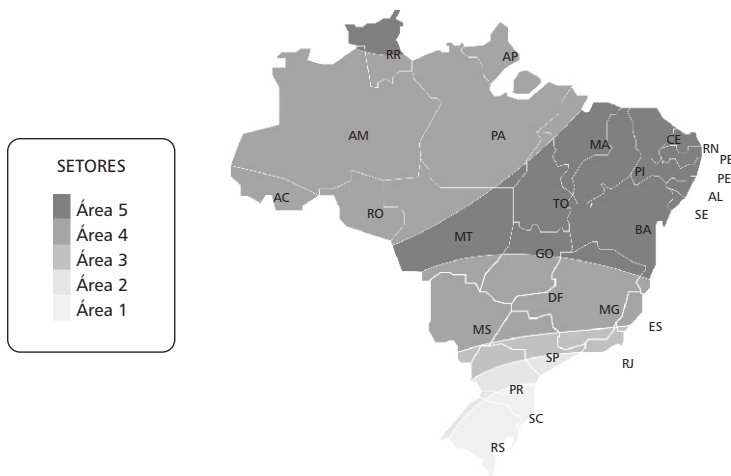 SETORES
Área 5
Área 4
Área 3
Área 2
Área 1
RR
AP
AM
PA
MA
CE
RN
PB
PI
PE
AC
RO
TO
AL
SE
MT
GO
BA
DF
MG
MS
ES
SP
RJ
PR
SC
RS